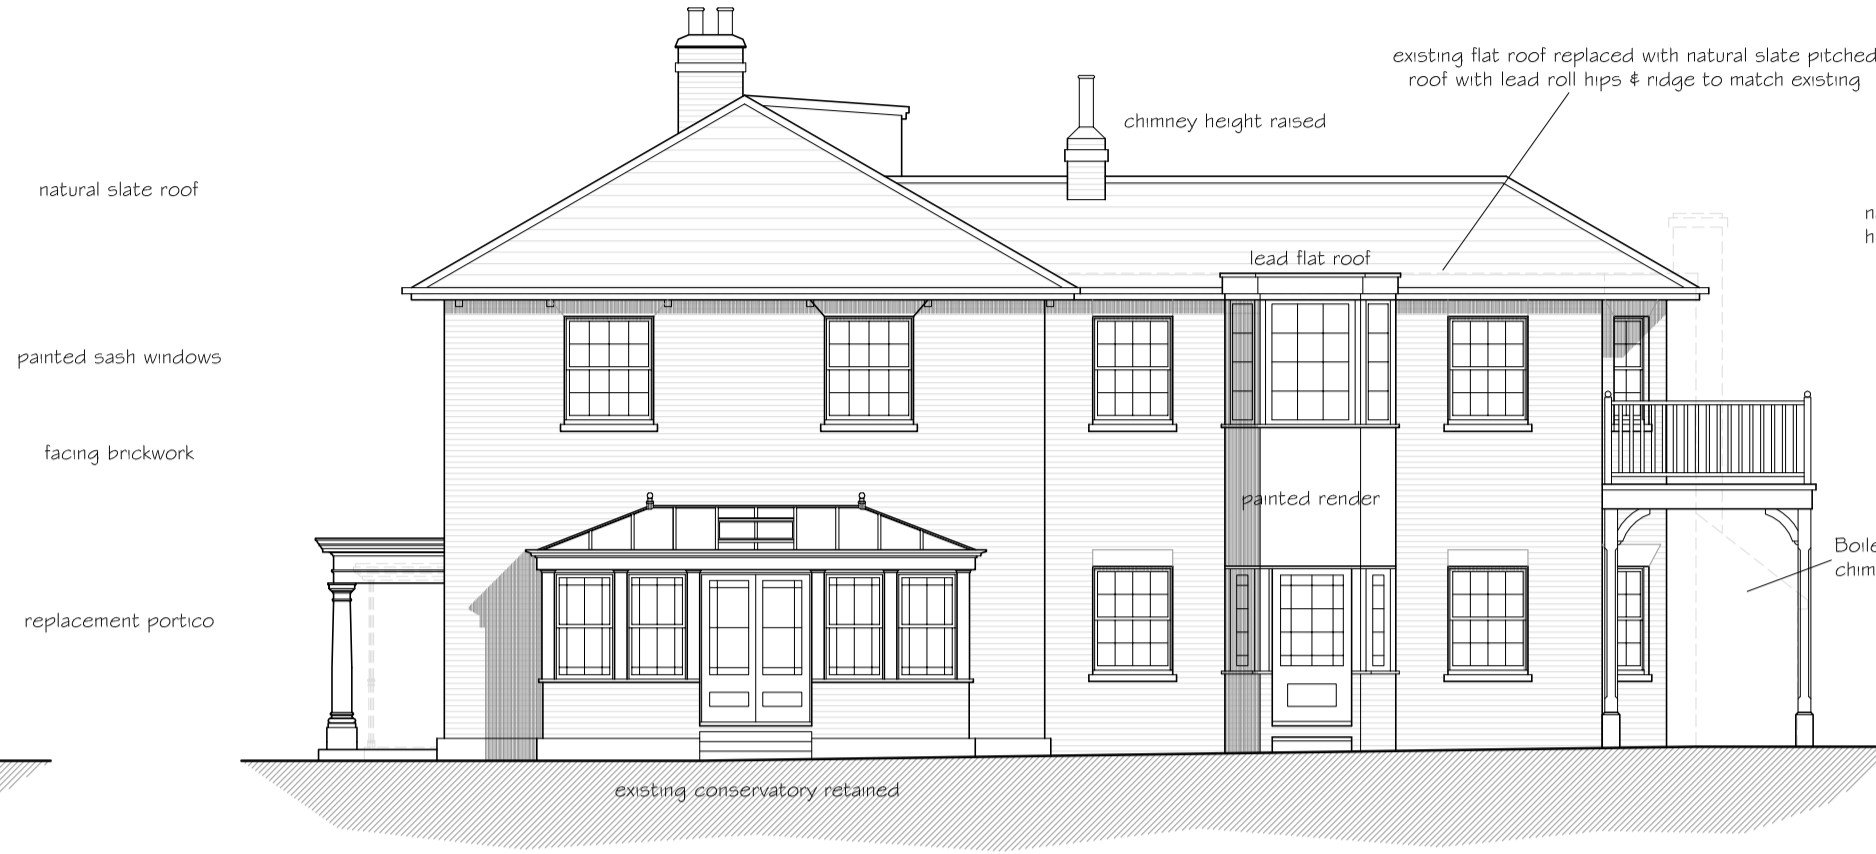 existing flat roof replaced with natural slate pitched
roof with lead roll hips & ridge to match existing
chimney height raised
natural slate roof
lead flat roof
painted sash windows
facing brickwork
painted render
replacement portico
existing conservatory retained